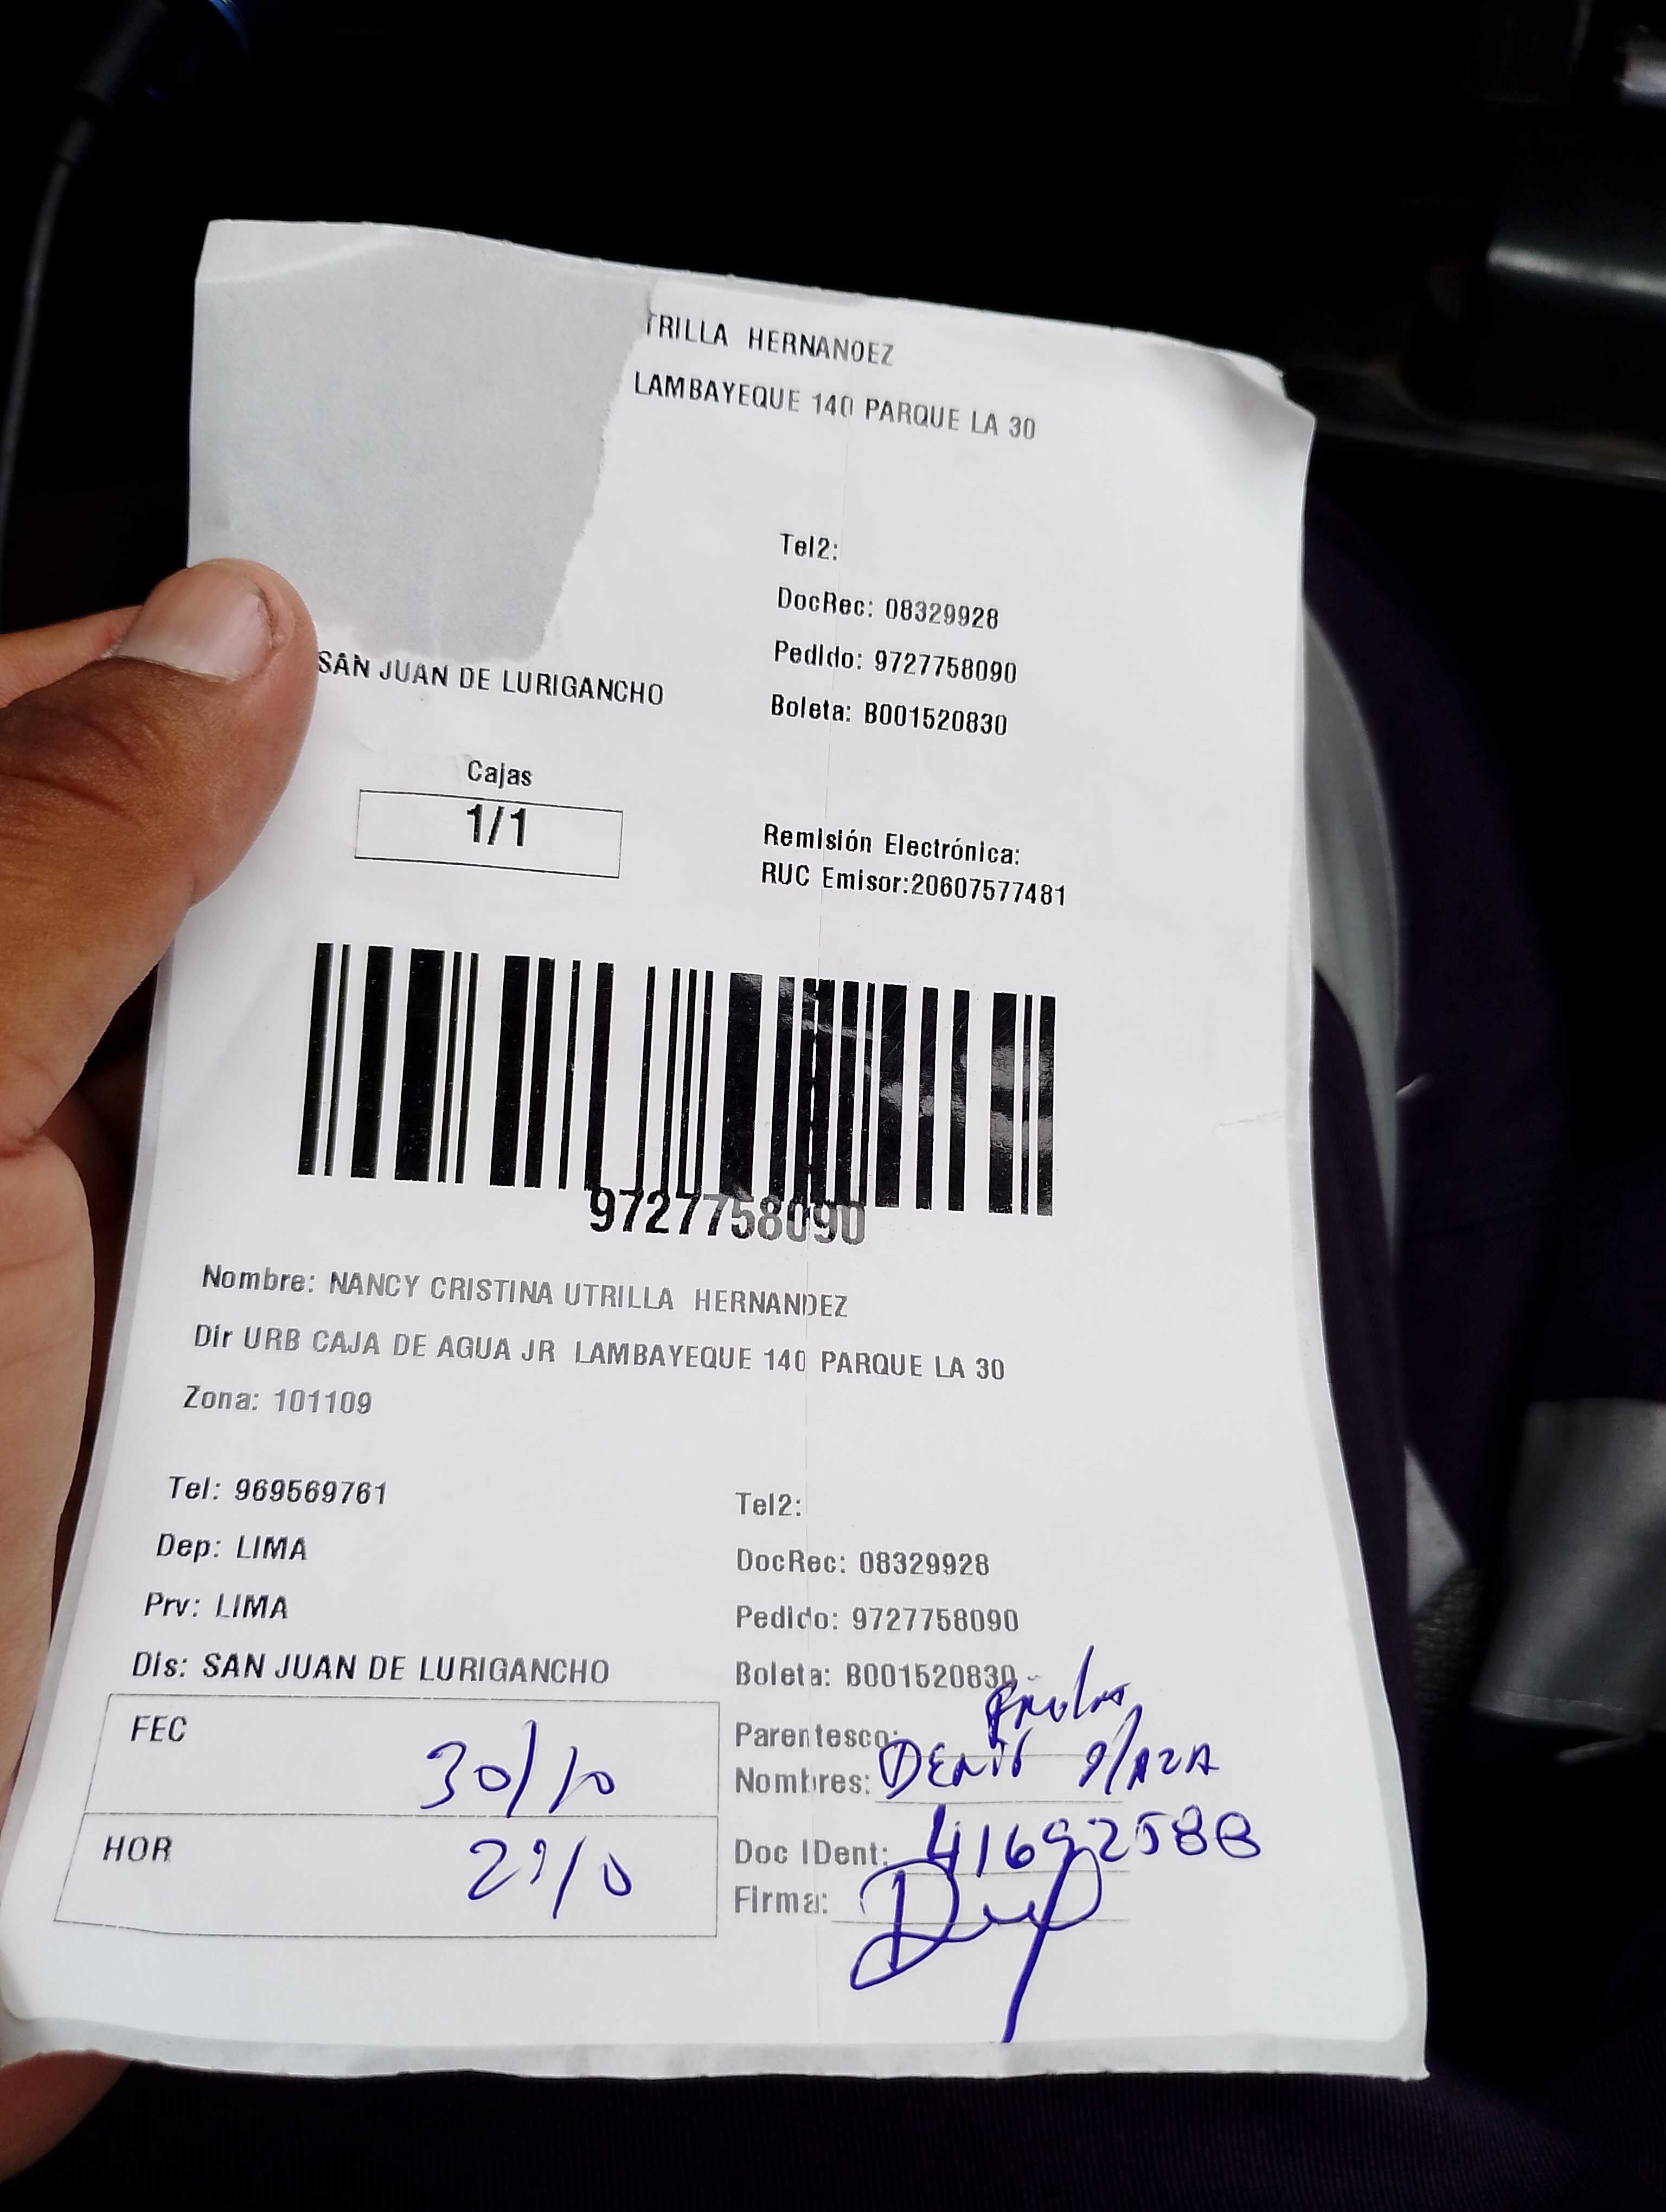 TRILLA HERNANDEZ
LAMBAYEQUE 140 PARQUE LA 30
Tel2:
DocRec: 08329928
Pedido: 9727758090
SAN JUAN DE LURIGANCHO
Boleta: B001520830
Cajas
1/1
Remisión Electrónica:
RUC Emisor:20607577481
9727758090
Nombre: NANCY CRISTINA UTRILLA HERNANDEZ
Dir URB CAJA DE AGUA JR LAMBAYEQUE 140 PARQUE LA 30
Zona: 101109
Tel: 969569761
Tel2:
Dep: LIMA
DocRec: 08329928
Prv: LIMA
Pedido: 9727758090
Dis: SAN JUAN DE LURIGANCHO
Boleta: B001520830
FEC 30/10
Parentesco:
Nombres: DENIS PLAZA
HOR
Doc IDent: 41692588
Firma: